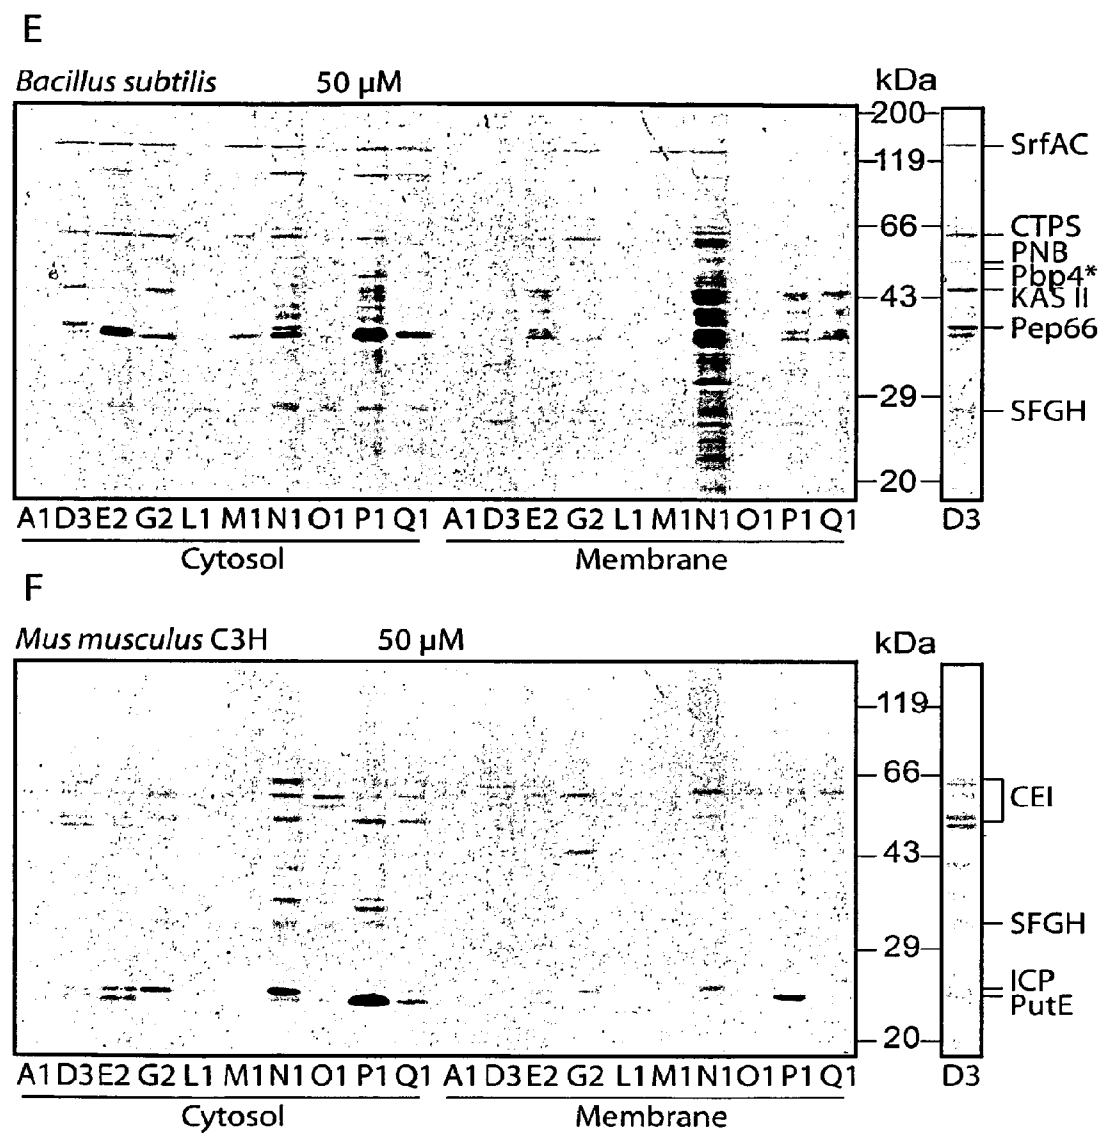 E
Bacillus subtilis 50 µM kDa
200
SrfAC
119
66
CTPS
PNB
Pbp4*
43
KAS II
Pep66
29
SFGH
20
A1 D3 E2 G2 L1 M1 N1 O1 P1 Q1 A1 D3 E2 G2 L1 M1 N1 O1 P1 Q1 D3
Cytosol Membrane
F
Mus musculus C3H 50 µM kDa
119
66
CEI
43
SFGH
29
ICP
PutE
20
A1 D3 E2 G2 L1 M1 N1 O1 P1 Q1 A1 D3 E2 G2 L1 M1 N1 O1 P1 Q1 D3
Cytosol Membrane